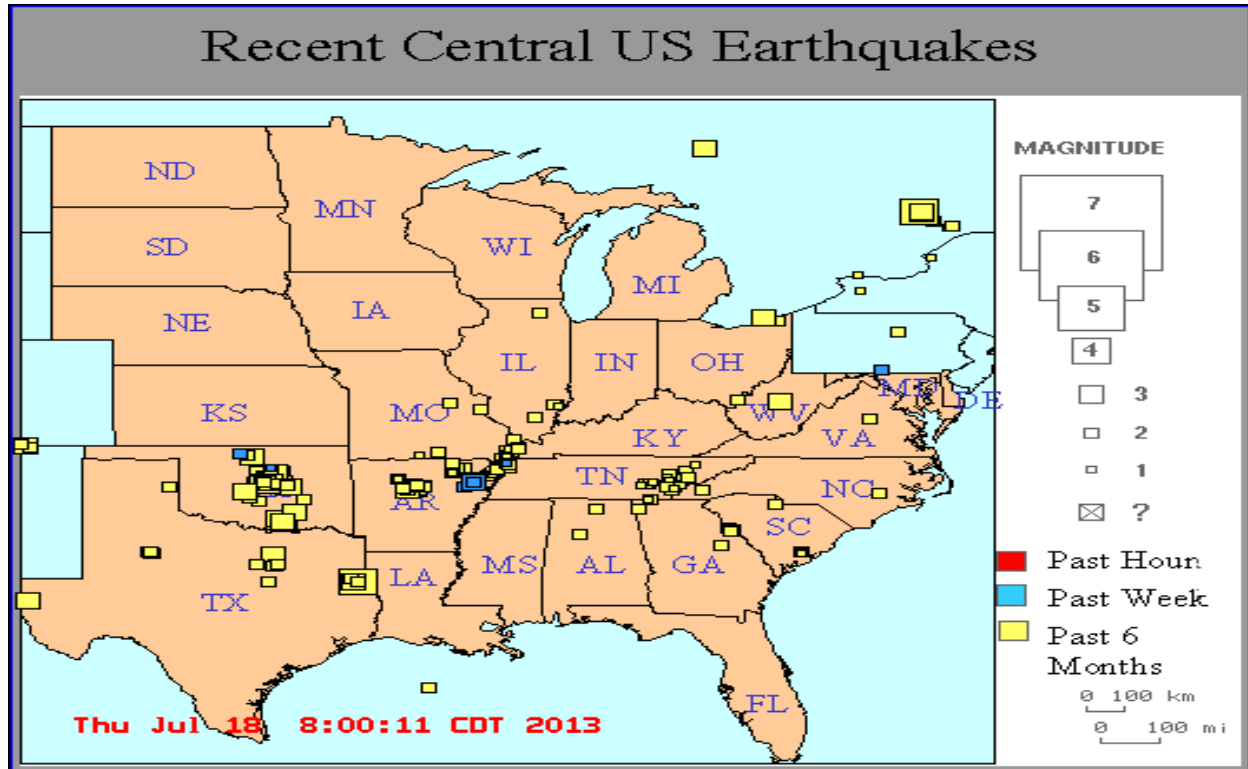 Recent Central US Earthquakes
MAGNITUDE
7
6
5
4
3
2
1
?
Past Hour
Past Week
Past 6
Months
0 100 km
0 100 mi
ND
MN
SD
WI
MI
NE
IA
IL
IN
OH
KS
MO
WV
MD
DE
KY
VA
TN
NC
AR
SC
MS
AL
GA
LA
TX
FL
Thu Jul 18 8:00:11 CDT 2013